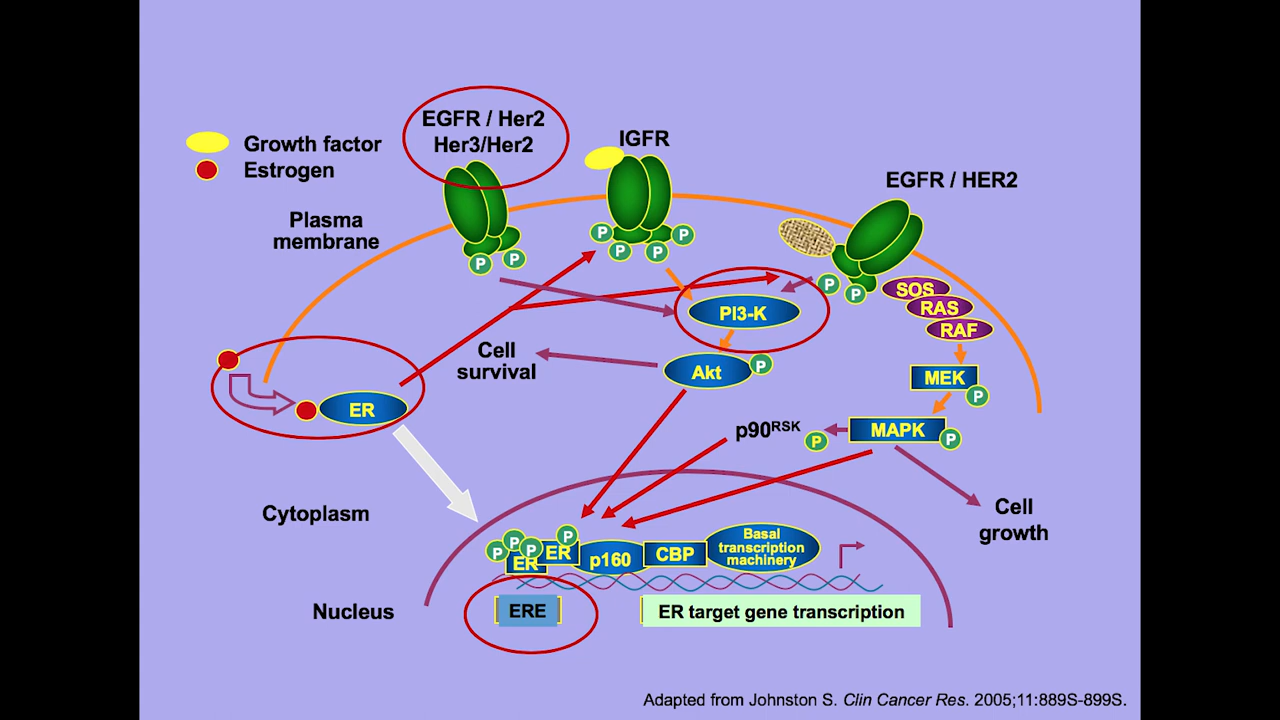 EGFR / Her2
Her3/Her2
IGFR
Growth factor
Estrogen
EGFR / HER2
Plasma
membrane
P
P
P
P
P
P
P
P
SOS
RAS
RAF
PI3-K
Cell
survival
Akt
P
MEK
P
ER
p90RSK
P
MAPK
P
Cytoplasm
Cell
growth
P
P
P
P
ER
ER
p160
CBP
Basal
transcription
machinery
Nucleus
ERE
ER target gene transcription
Adapted from Johnston S. Clin Cancer Res. 2005;11:889S-899S.